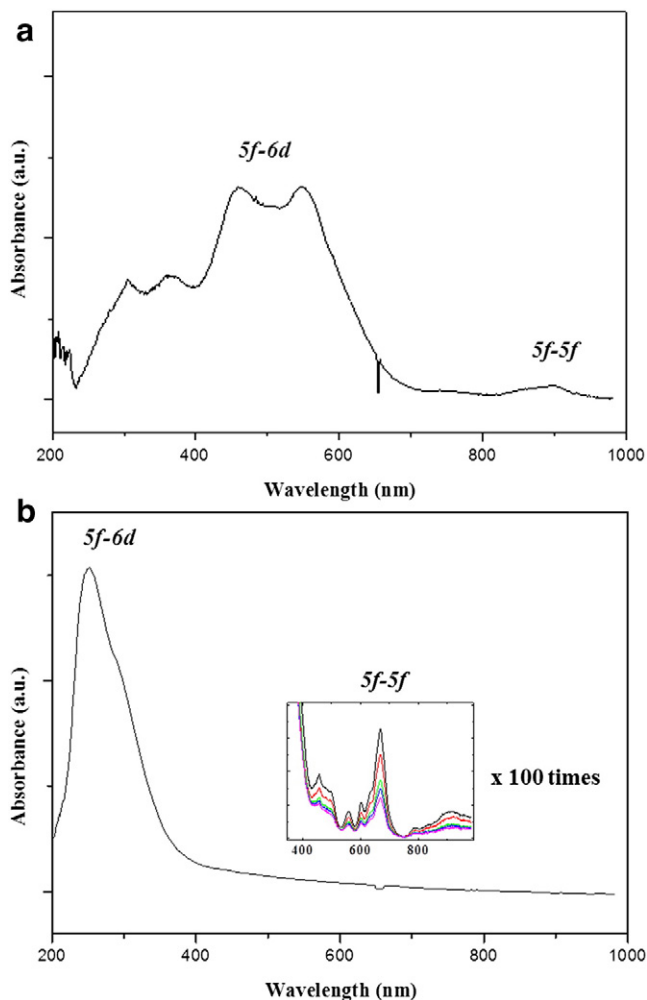 a
5f-6d
5f-5f
Absorbance (a.u.)
200 400 600 800 1000
Wavelength (nm)
b
5f-6d
5f-5f
x 100 times
400 600 800
Absorbance (a.u.)
200 400 600 800 1000
Wavelength (nm)